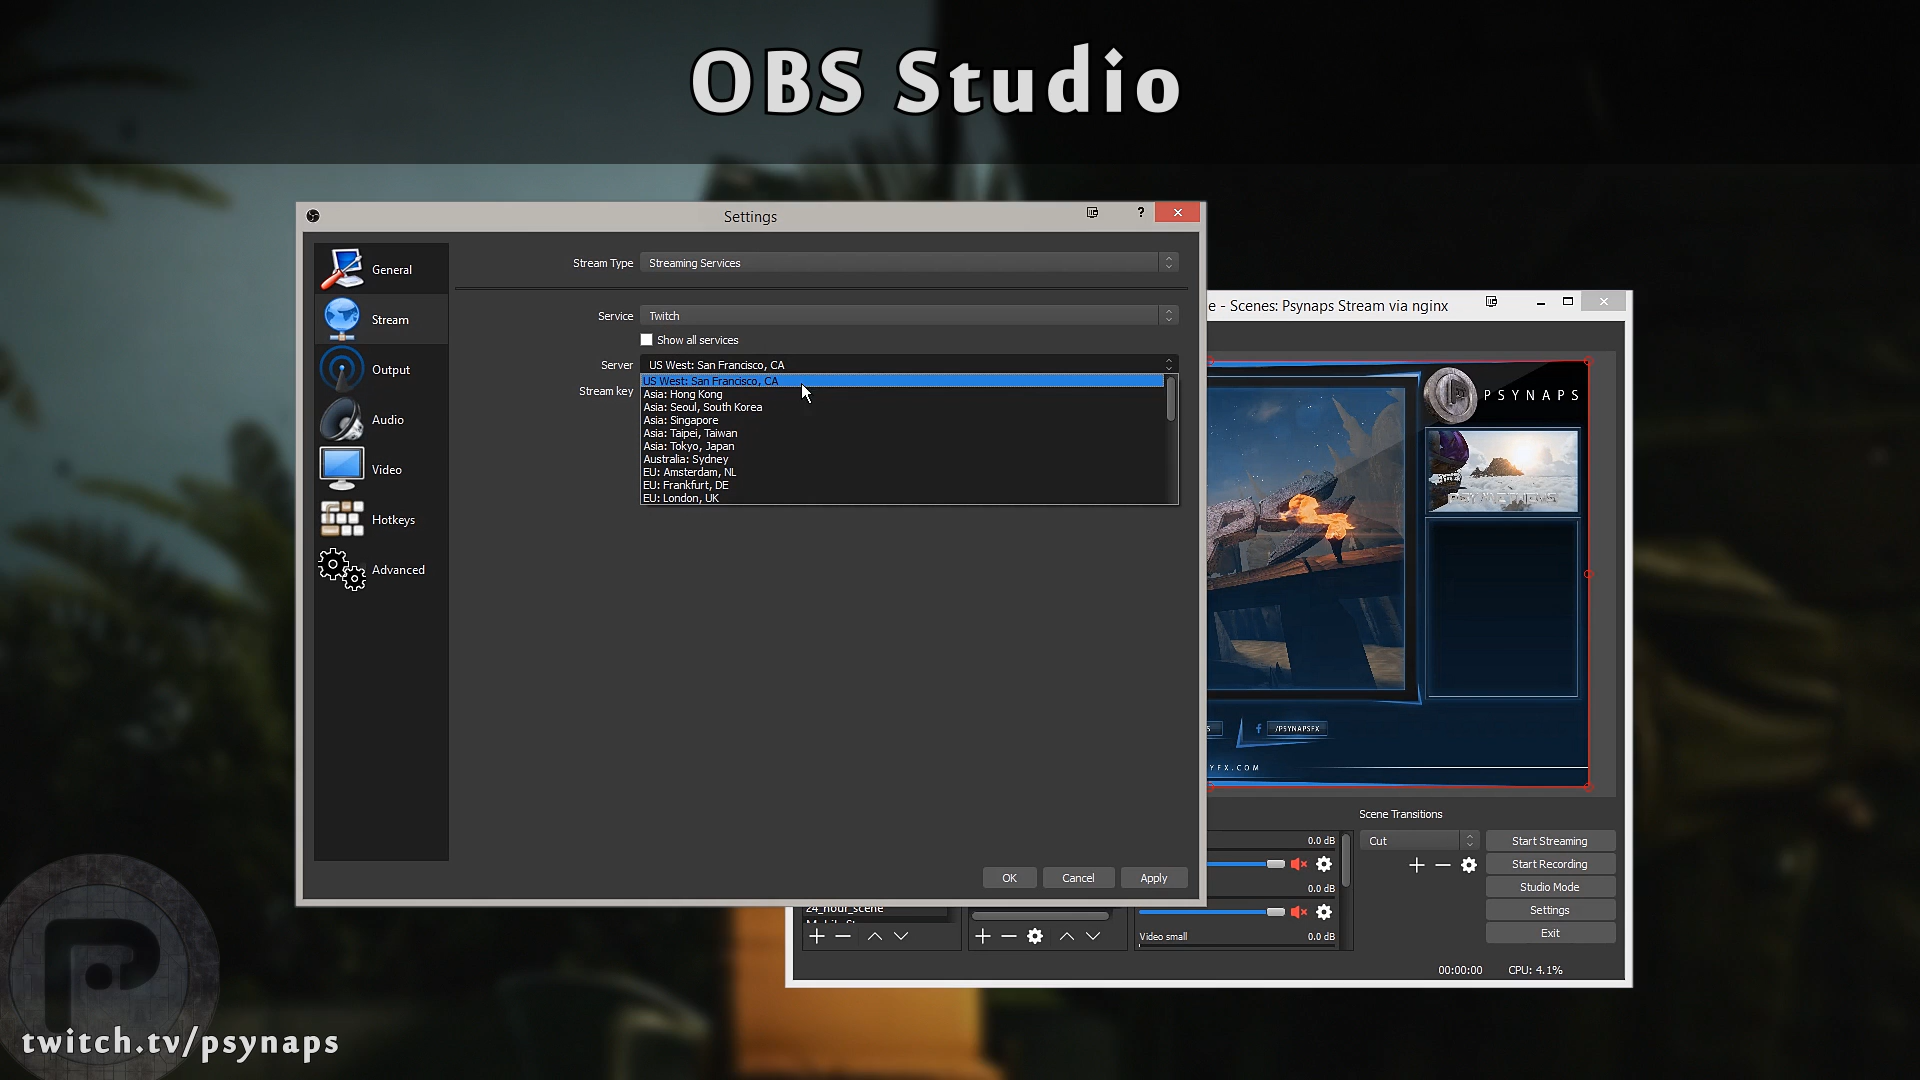 OBS Studio
Settings
?
General
Stream
Output
Audio
Video
Hotkeys
Advanced
Stream Type Streaming Services
Service Twitch
Show all services
Server US West: San Francisco, CA
Stream key
US West: San Francisco, CA
Asia: Hong Kong
Asia: Seoul, South Korea
Asia: Singapore
Asia: Taipei, Taiwan
Asia: Tokyo, Japan
Australia: Sydney
EU: Amsterdam, NL
EU: Frankfurt, DE
EU: London, UK
OK Cancel Apply
e - Scenes: Psynaps Stream via nginx
PSYNAPS
/PSYNAPSFX
YFX.COM
Scene Transitions
Cut
0.0 dB
0.0 dB
Video small 0.0 dB
24_hour_scene
Start Streaming
Start Recording
Studio Mode
Settings
Exit
00:00:00 CPU: 4.1%
twitch.tv/psynaps